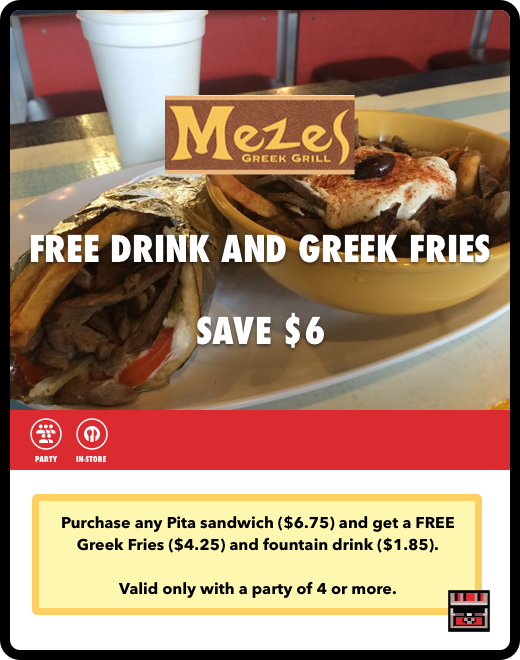 Mezes
GREEK GRILL
FREE DRINK AND GREEK FRIES
SAVE $6
PARTY IN-STORE
Purchase any Pita sandwich ($6.75) and get a FREE
Greek Fries ($4.25) and fountain drink ($1.85).
Valid only with a party of 4 or more.